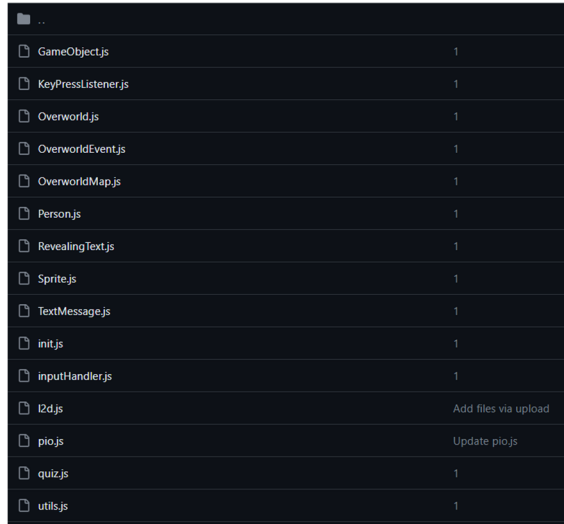 ..
GameObject.js 1
KeyPressListener.js 1
Overworld.js 1
OverworldEvent.js 1
OverworldMap.js 1
Person.js 1
RevealingText.js 1
Sprite.js 1
TextMessage.js 1
init.js 1
inputHandler.js 1
l2d.js Add files via upload
pio.js Update pio.js
quiz.js 1
utils.js 1